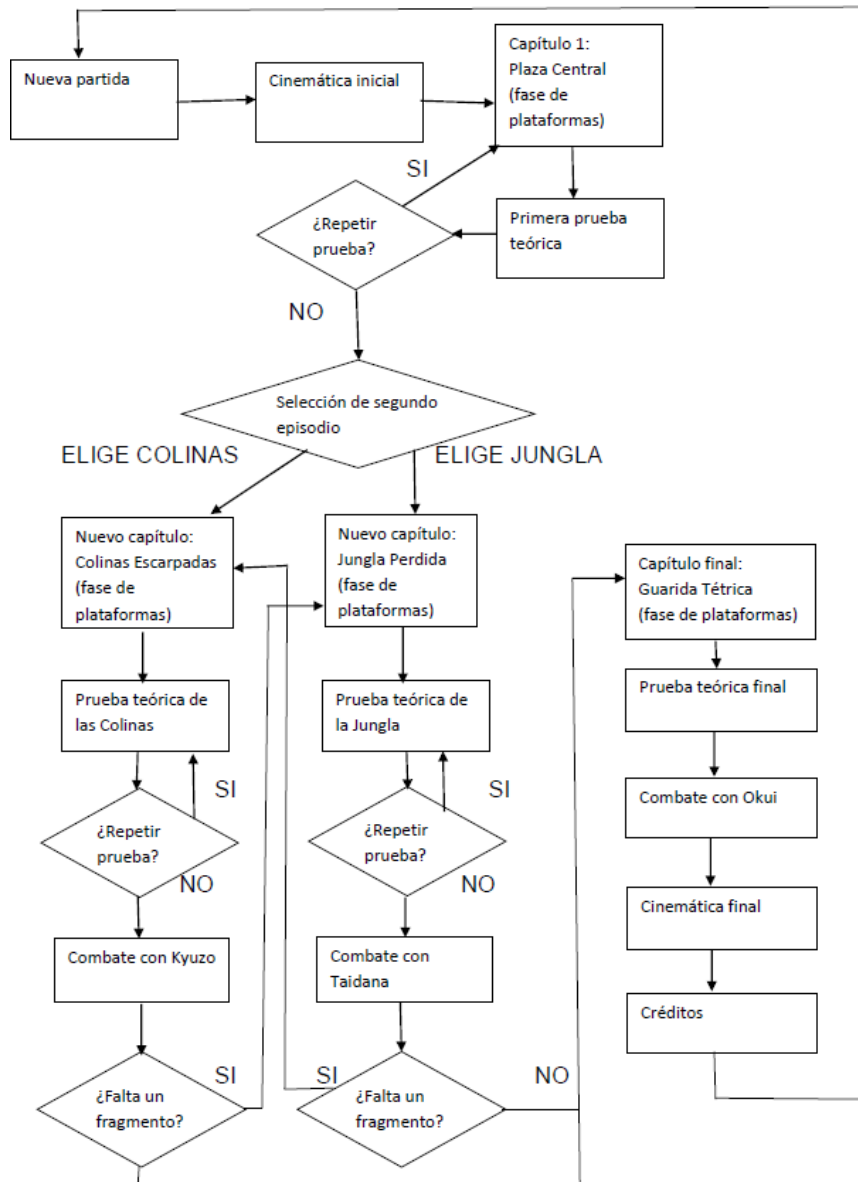 Nueva partida
Cinemática inicial
Capítulo 1:
Plaza Central
(fase de
plataformas)
SI
¿Repetir
prueba?
Primera prueba
teórica
NO
Selección de segundo
episodio
ELIGE COLINAS
ELIGE JUNGLA
Nuevo capítulo:
Colinas Escarpadas
(fase de
plataformas)
Nuevo capítulo:
Jungla Perdida
(fase de
plataformas)
Capítulo final:
Guarida Tétrica
(fase de plataformas)
Prueba teórica de
las Colinas
Prueba teórica de
la Jungla
Prueba teórica final
SI
SI
¿Repetir
prueba?
¿Repetir
prueba?
Combate con Okui
NO
NO
Cinemática final
Combate con Kyuzo
Combate con
Taidana
Créditos
SI
SI
NO
¿Falta un
fragmento?
¿Falta un
fragmento?